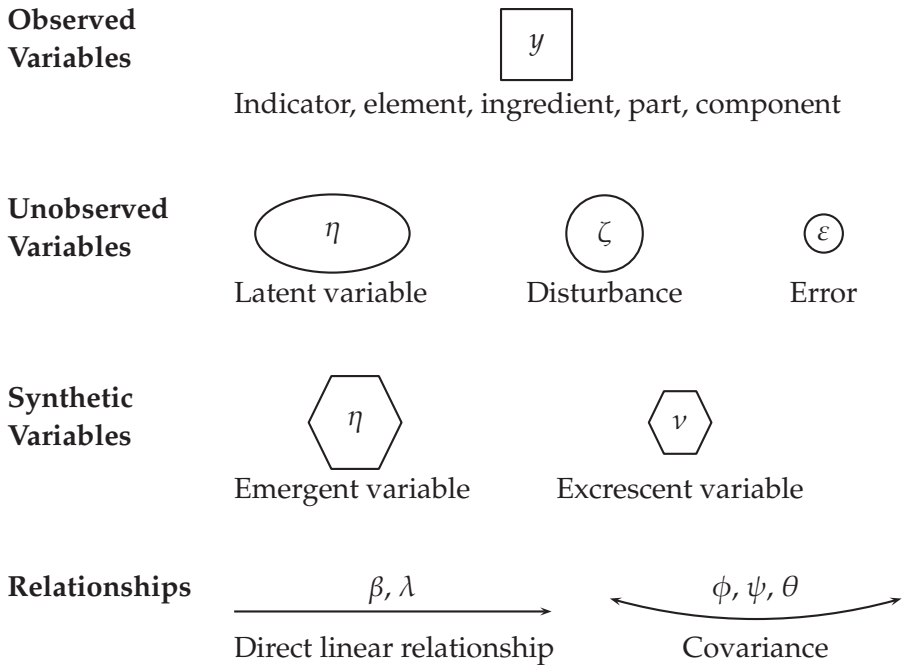 Observed
Variables
y
Indicator, element, ingredient, part, component
Unobserved
Variables
η
ζ
ε
Latent variable
Disturbance
Error
Synthetic
Variables
η
ν
Emergent variable
Excrescent variable
Relationships
β, λ
ϕ, ψ, θ
Direct linear relationship
Covariance